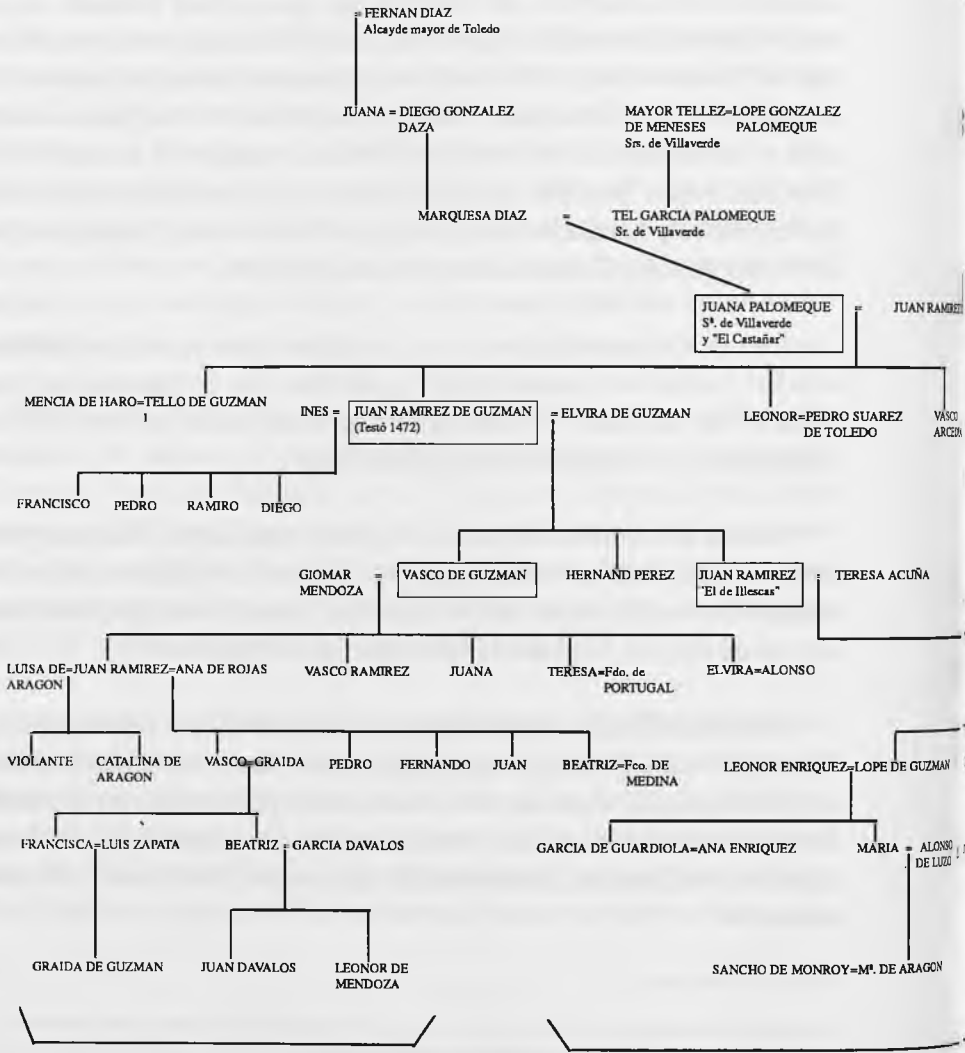 = FERNAN DIAZ
Alcayde mayor de Toledo
JUANA = DIEGO GONZALEZ
DAZA
MAYOR TELLEZ=LOPE GONZALEZ
DE MENESES PALOMEQUE
Srs. de Villaverde
MARQUESA DIAZ = TEL GARCIA PALOMEQUE
Sr. de Villaverde
JUANA PALOMEQUE = JUAN RAMIREZ
Sª. de Villaverde
y "El Castañar"
MENCIA DE HARO=TELLO DE GUZMAN
1
INES = JUAN RAMIREZ DE GUZMAN = ELVIRA DE GUZMAN
(Testó 1472)
LEONOR=PEDRO SUAREZ
DE TOLEDO
VASCO
FRANCISCO PEDRO RAMIRO DIEGO
GIOMAR = VASCO DE GUZMAN
MENDOZA
HERNAND PEREZ
JUAN RAMIREZ = TERESA ACUÑA
"El de Illescas"
LUISA DE=JUAN RAMIREZ=ANA DE ROJAS
ARAGON
VASCO RAMIREZ JUANA TERESA=Fdo. de
PORTUGAL
ELVIRA=ALONSO
VIOLANTE CATALINA DE
ARAGON
VASCO=GRAIDA PEDRO FERNANDO JUAN BEATRIZ=Fco. DE
MEDINA
LEONOR ENRIQUEZ=LOPE DE GUZMAN
FRANCISCA=LUIS ZAPATA BEATRIZ = GARCIA DAVALOS
GARCIA DE GUARDIOLA=ANA ENRIQUEZ MARIA = ALONSO
DE LUZO
GRAIDA DE GUZMAN JUAN DAVALOS LEONOR DE
MENDOZA
SANCHO DE MONROY=Mª. DE ARAGON